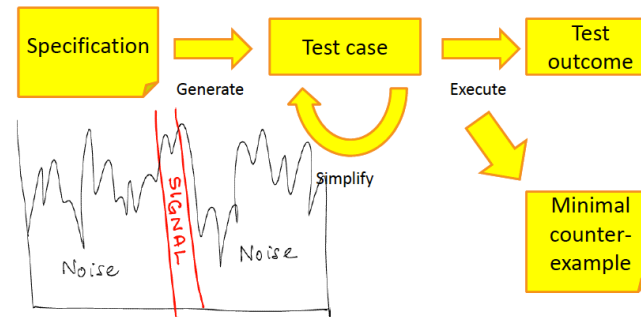 Specification
Generate
Test case
Simplify
Execute
Test
outcome
Minimal
counter-
example
Noise
SIGNAL
Noise